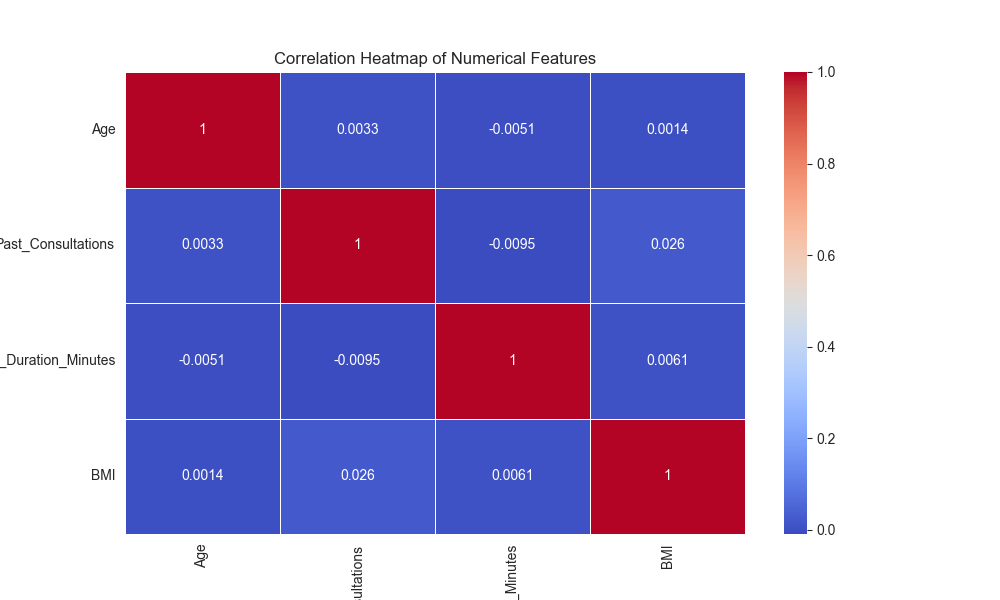 Correlation Heatmap of Numerical Features
Age
1
0.0033
-0.0051
0.0014
Past_Consultations
0.0033
1
-0.0095
0.026
_Duration_Minutes
-0.0051
-0.0095
1
0.0061
BMI
0.0014
0.026
0.0061
1
Age
ultations
_Minutes
BMI
1.0
0.8
0.6
0.4
0.2
0.0